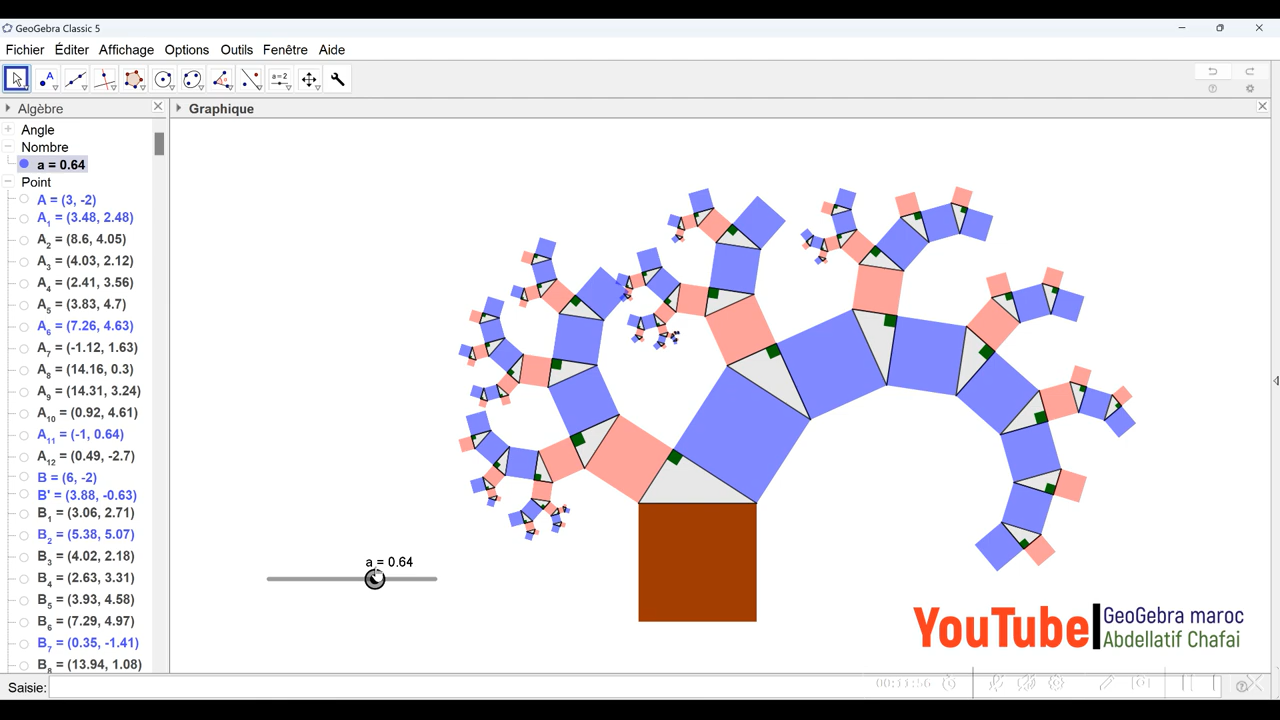 GeoGebra Classic 5
Fichier Éditer Affichage Options Outils Fenêtre Aide
a=2
Algèbre
Graphique
Angle
Nombre
a = 0.64
Point
A = (3, -2)
A₁ = (3.48, 2.48)
A₂ = (8.6, 4.05)
A₃ = (4.03, 2.12)
A₄ = (2.41, 3.56)
A₅ = (3.83, 4.7)
A₆ = (7.26, 4.63)
A₇ = (-1.12, 1.63)
A₈ = (14.16, 0.3)
A₉ = (14.31, 3.24)
A₁₀ = (0.92, 4.61)
A₁₁ = (-1, 0.64)
A₁₂ = (0.49, -2.7)
B = (6, -2)
B' = (3.88, -0.63)
B₁ = (3.06, 2.71)
B₂ = (5.38, 5.07)
B₃ = (4.02, 2.18)
B₄ = (2.63, 3.31)
B₅ = (3.93, 4.58)
B₆ = (7.29, 4.97)
B₇ = (0.35, -1.41)
B₈ = (13.94, 1.08)
a = 0.64
YouTube
GeoGebra maroc
Abdellatif Chafai
Saisie: